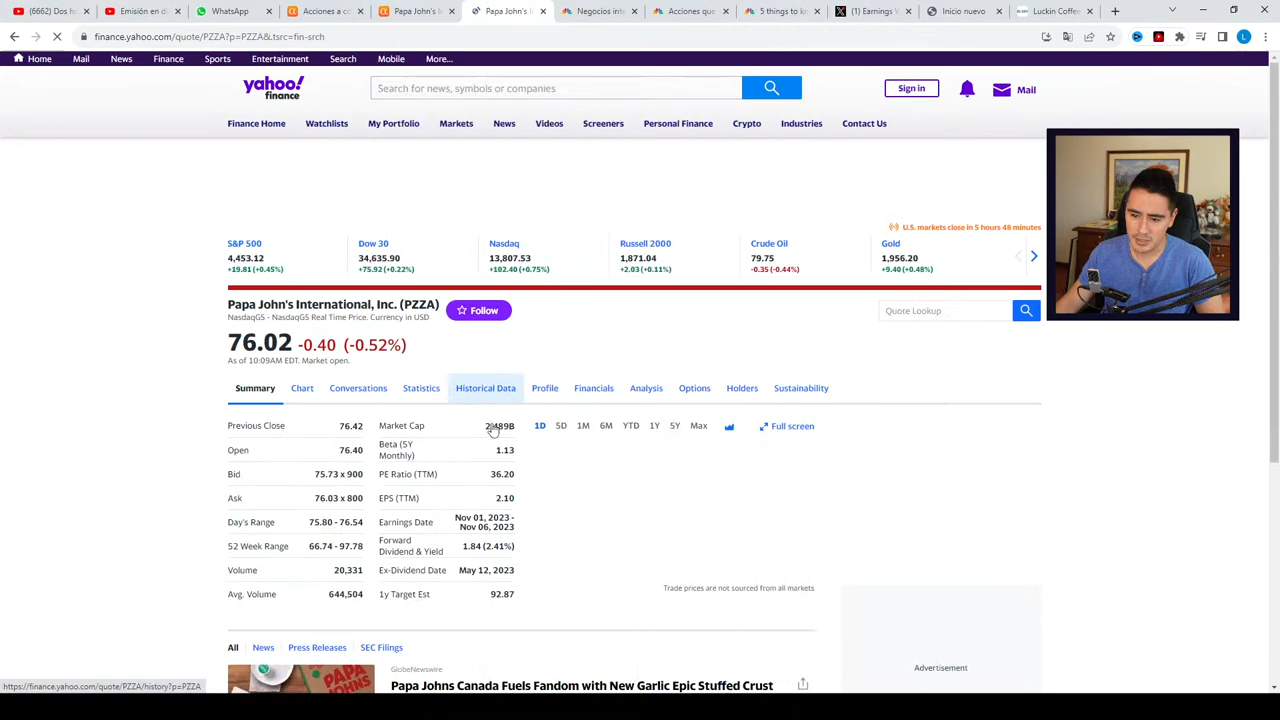 (6662) Dos ho
Emisión en di
WhatsApp
Acciones a co
Papa John's In
Papa John's In
Negocios inte
Acciones que
5 things to k
(1) Earnings W
Inicio nuevo
Luckin Coffee
finance.yahoo.com/quote/PZZA?p=PZZA&.tsrc=fin-srch
L
Home Mail News Finance Sports Entertainment Search Mobile More...
yahoo!
finance
Search for news, symbols or companies
Sign in
Mail
Finance Home Watchlists My Portfolio Markets News Videos Screeners Personal Finance Crypto Industries Contact Us
U.S. markets close in 5 hours 48 minutes
S&P 500 Dow 30 Nasdaq Russell 2000 Crude Oil Gold
4,453.12 34,635.90 13,807.53 1,871.04 79.75 1,956.20
+19.81 (+0.45%) +75.92 (+0.22%) +102.40 (+0.75%) +2.03 (+0.11%) -0.35 (-0.44%) +9.40 (+0.48%)
Papa John's International, Inc. (PZZA)
Follow
Quote Lookup
NasdaqGS - NasdaqGS Real Time Price. Currency in USD
76.02 -0.40 (-0.52%)
As of 10:09AM EDT. Market open.
Summary Chart Conversations Statistics Historical Data Profile Financials Analysis Options Holders Sustainability
Previous Close 76.42
Open 76.40
Bid 75.73 x 900
Ask 76.03 x 800
Day's Range 75.80 - 76.54
52 Week Range 66.74 - 97.78
Volume 20,331
Avg. Volume 644,504
Market Cap 2.489B
Beta (5Y
Monthly) 1.13
PE Ratio (TTM) 36.20
EPS (TTM) 2.10
Earnings Date Nov 01, 2023 -
Nov 06, 2023
Forward
Dividend & Yield 1.84 (2.41%)
Ex-Dividend Date May 12, 2023
1y Target Est 92.87
1D 5D 1M 6M YTD 1Y 5Y Max
Full screen
Trade prices are not sourced from all markets
All News Press Releases SEC Filings
Advertisement
GlobeNewswire
Papa Johns Canada Fuels Fandom with New Garlic Epic Stuffed Crust
PAPA
JOHNS
https://finance.yahoo.com/quote/PZZA/history?p=PZZA